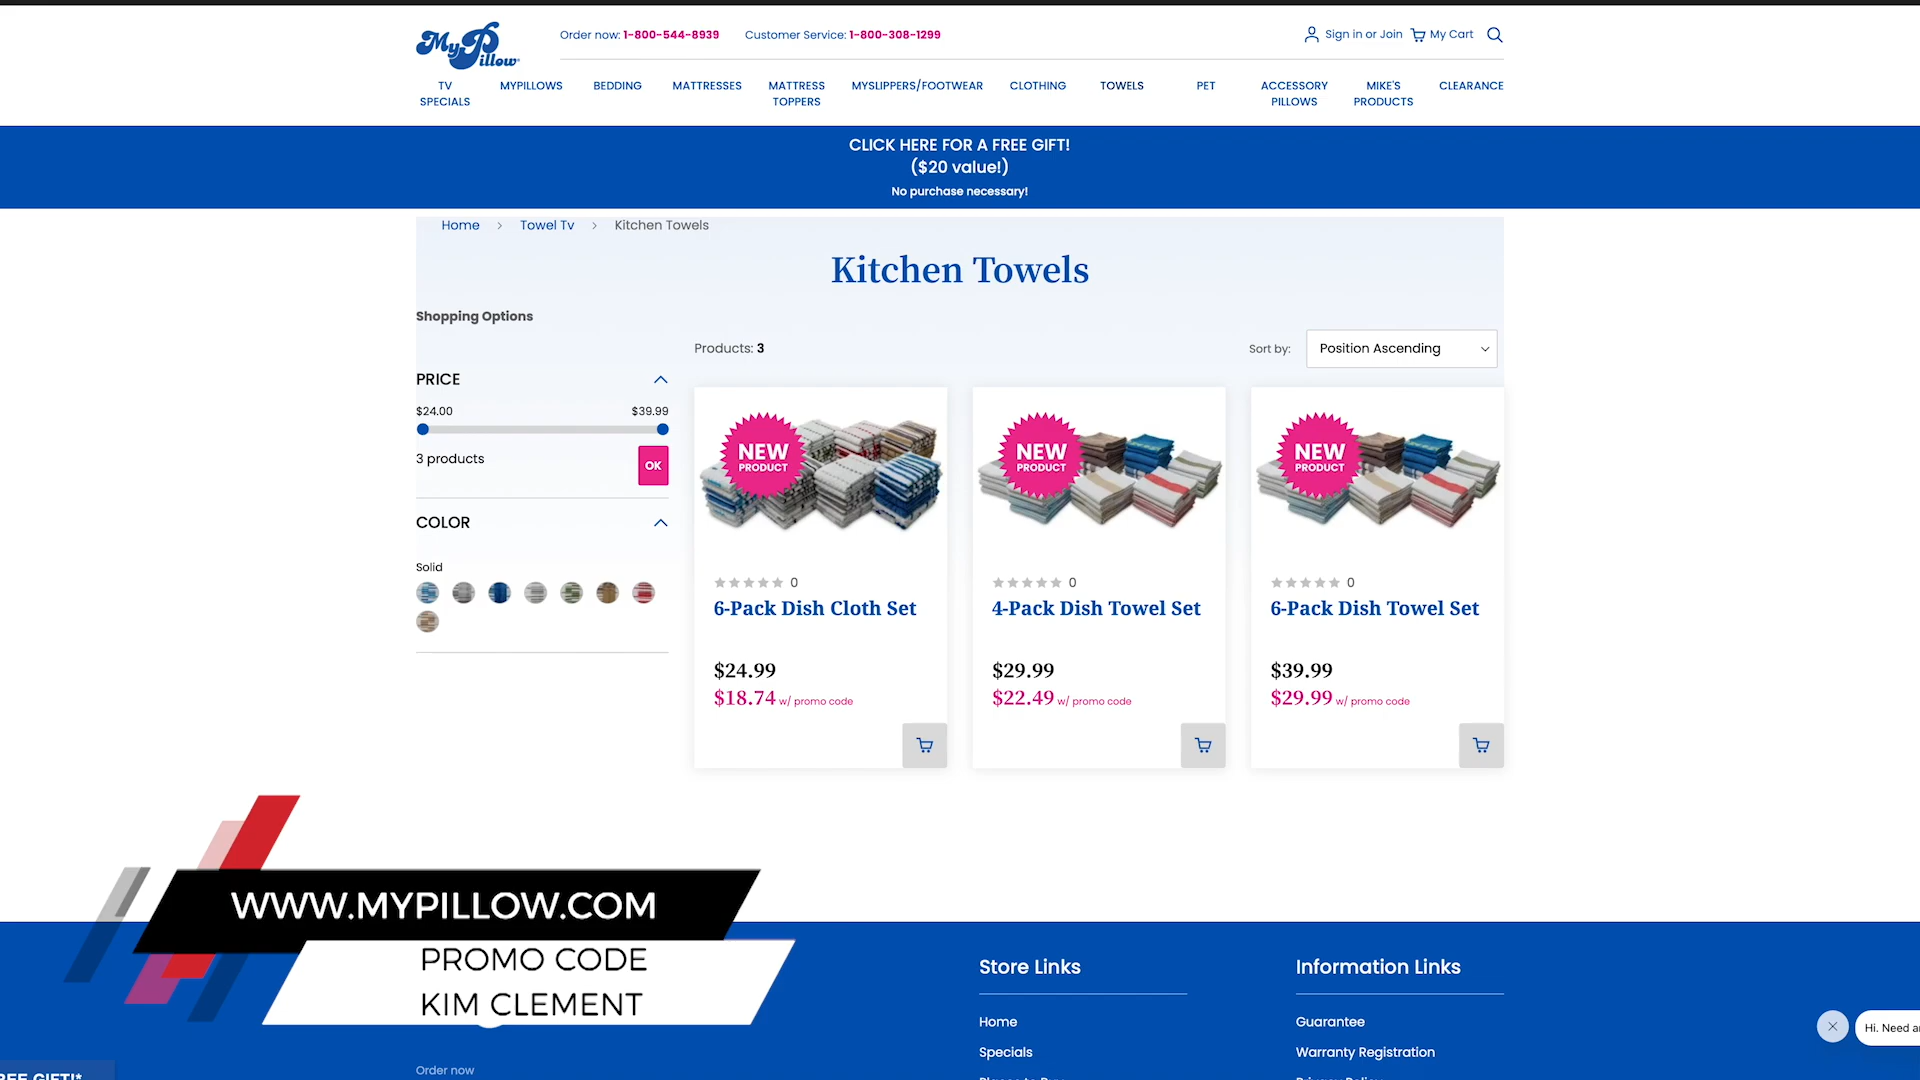 MyPillow
Order now: 1-800-544-8939
Customer Service: 1-800-308-1299
Sign in or Join
My Cart
TV SPECIALS
MYPILLOWS
BEDDING
MATTRESSES
MATTRESS TOPPERS
MYSLIPPERS/FOOTWEAR
CLOTHING
TOWELS
PET
ACCESSORY PILLOWS
MIKE'S PRODUCTS
CLEARANCE
CLICK HERE FOR A FREE GIFT!
($20 value!)
No purchase necessary!
Home > Towel Tv > Kitchen Towels
Kitchen Towels
Shopping Options
Products: 3
Sort by: Position Ascending
PRICE
$24.00 $39.99
3 products
OK
COLOR
Solid
NEW
PRODUCT
0
6-Pack Dish Cloth Set
$24.99
$18.74 w/ promo code
NEW
PRODUCT
0
4-Pack Dish Towel Set
$29.99
$22.49 w/ promo code
NEW
PRODUCT
0
6-Pack Dish Towel Set
$39.99
$29.99 w/ promo code
WWW.MYPILLOW.COM
PROMO CODE
KIM CLEMENT
Order now
Store Links
Home
Specials
Information Links
Guarantee
Warranty Registration
Hi. Need
GIFT!*